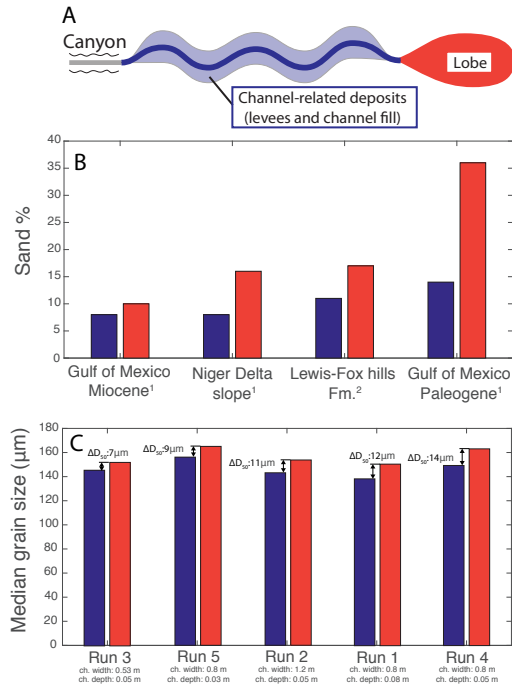 A
Canyon
Lobe
Channel-related deposits
(levees and channel fill)
B
Sand %
40
35
30
25
20
15
10
5
0
Gulf of Mexico
Miocene¹
Niger Delta
slope¹
Lewis-Fox hills
Fm.²
Gulf of Mexico
Paleogene¹
C
Median grain size (μm)
180
160
140
120
100
80
60
40
20
0
ΔD₅₀:7μm
ΔD₅₀:9μm
ΔD₅₀:11μm
ΔD₅₀:12μm
ΔD₅₀:14μm
Run 3
ch. width: 0.53 m
ch. depth: 0.05 m
Run 5
ch. width: 0.8 m
ch. depth: 0.03 m
Run 2
ch. width: 1.2 m
ch. depth: 0.05 m
Run 1
ch. width: 0.8 m
ch. depth: 0.08 m
Run 4
ch. width: 0.8 m
ch. depth: 0.05 m